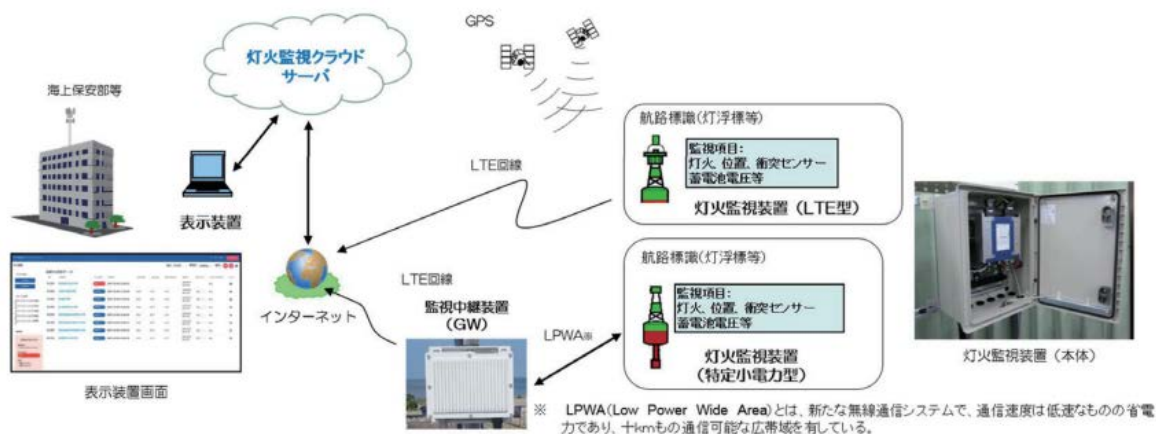 GPS
灯火監視クラウド
サーバ
海上保安部等
表示装置
LTE回線
航路標識(灯浮標等)
監視項目:
灯火、位置、衝突センサー
蓄電池電圧等
灯火監視装置(LTE型)
インターネット
LTE回線
監視中継装置
(GW)
LPWA※
航路標識(灯浮標等)
監視項目:
灯火、位置、衝突センサー
蓄電池電圧等
灯火監視装置
(特定小電力型)
灯火監視装置(本体)
表示装置画面
※ LPWA(Low Power Wide Area)とは、新たな無線通信システムで、通信速度は低速なものの省電
力であり、十kmもの通信可能な広帯域を有している。